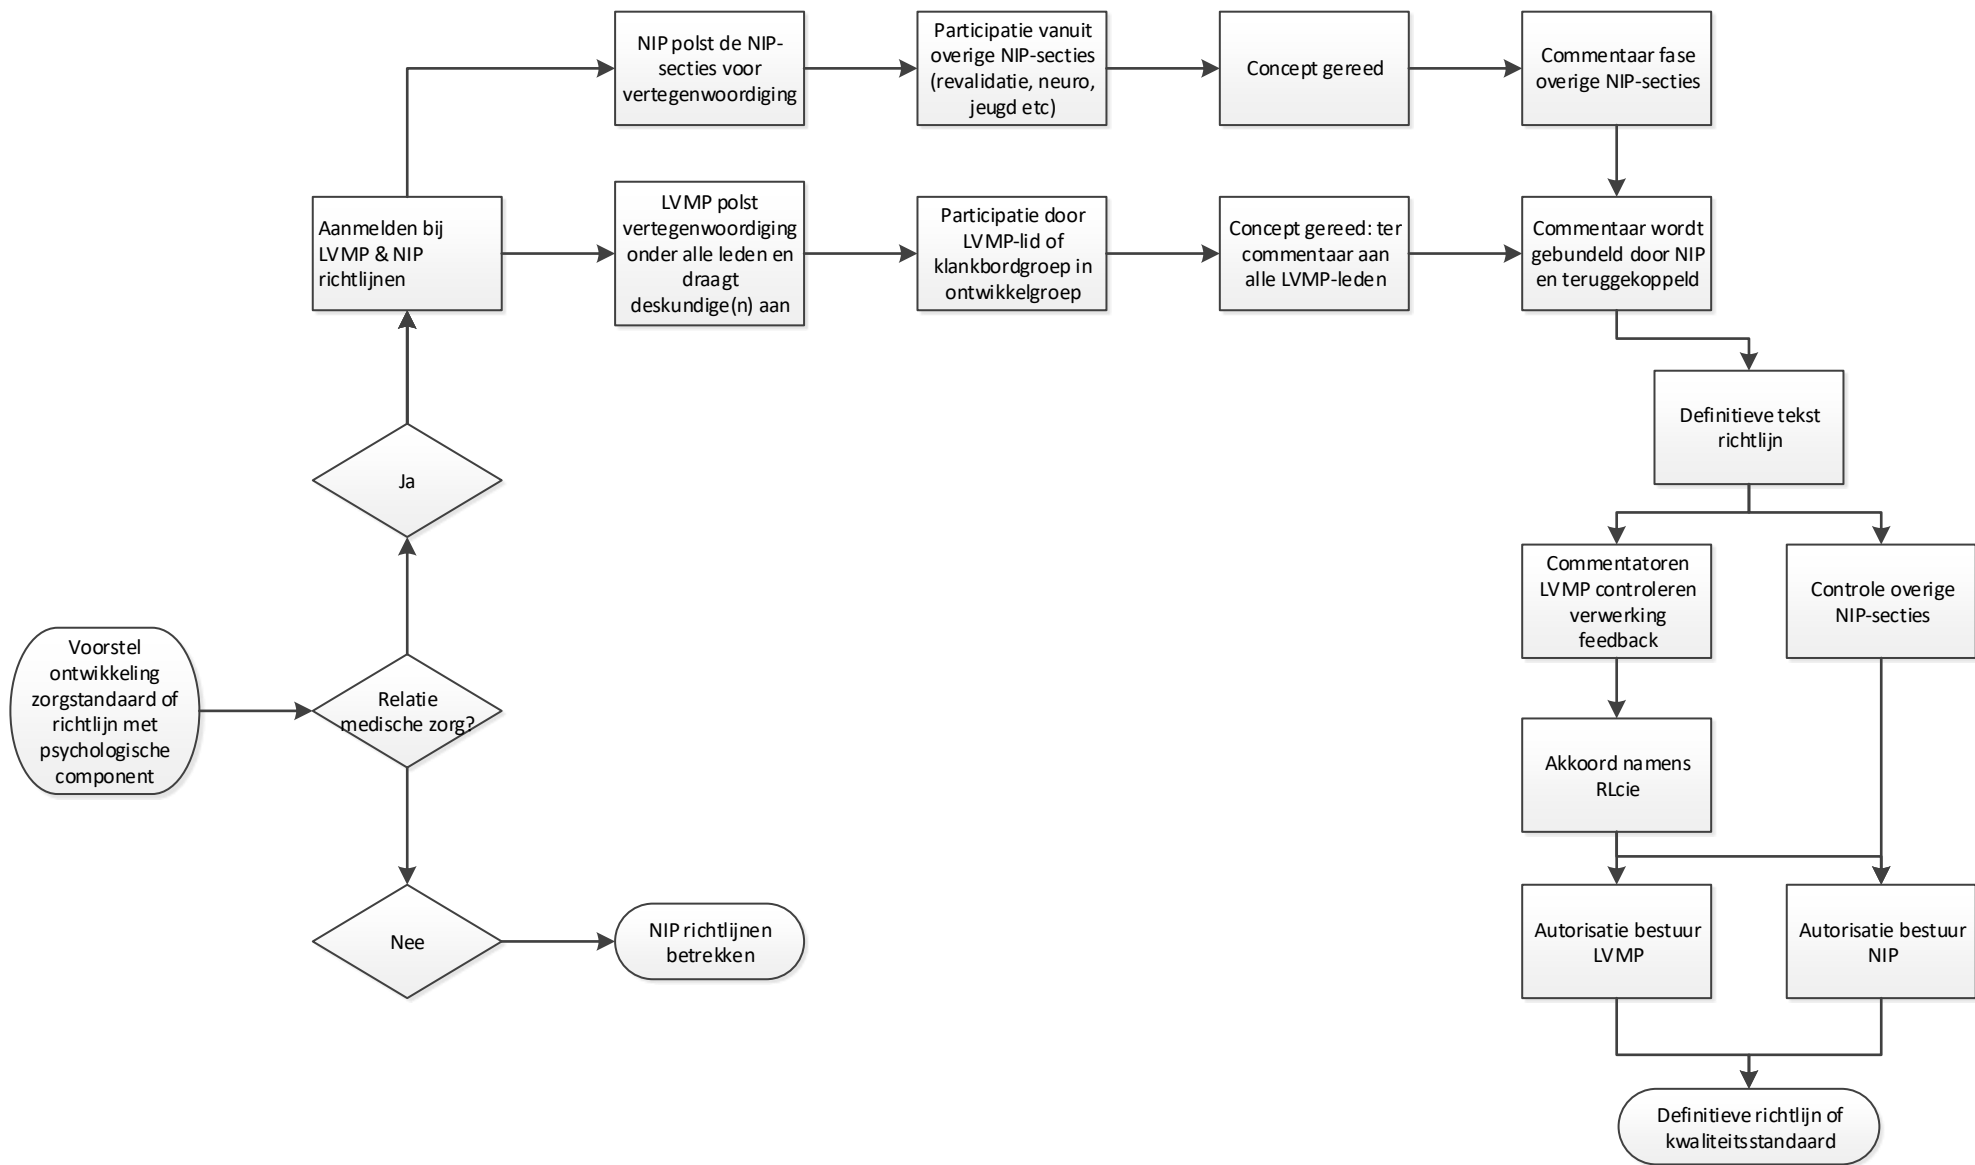 NIP polst de NIP-
secties voor
vertegenwoordiging
Participatie vanuit
overige NIP-secties
(revalidatie, neuro,
jeugd etc)
Concept gereed
Commentaar fase
overige NIP-secties
Aanmelden bij
LVMP & NIP
richtlijnen
LVMP polst
vertegenwoordiging
onder alle leden en
draagt
deskundige(n) aan
Participatie door
LVMP-lid of
klankbordgroep in
ontwikkelgroep
Concept gereed: ter
commentaar aan
alle LVMP-leden
Commentaar wordt
gebundeld door NIP
en teruggekoppeld
Definitieve tekst
richtlijn
Ja
Commentatoren
LVMP controleren
verwerking
feedback
Controle overige
NIP-secties
Voorstel
ontwikkeling
zorgstandaard of
richtlijn met
psychologische
component
Relatie
medische zorg?
Akkoord namens
RLcie
Nee
NIP richtlijnen
betrekken
Autorisatie bestuur
LVMP
Autorisatie bestuur
NIP
Definitieve richtlijn of
kwaliteitsstandaard